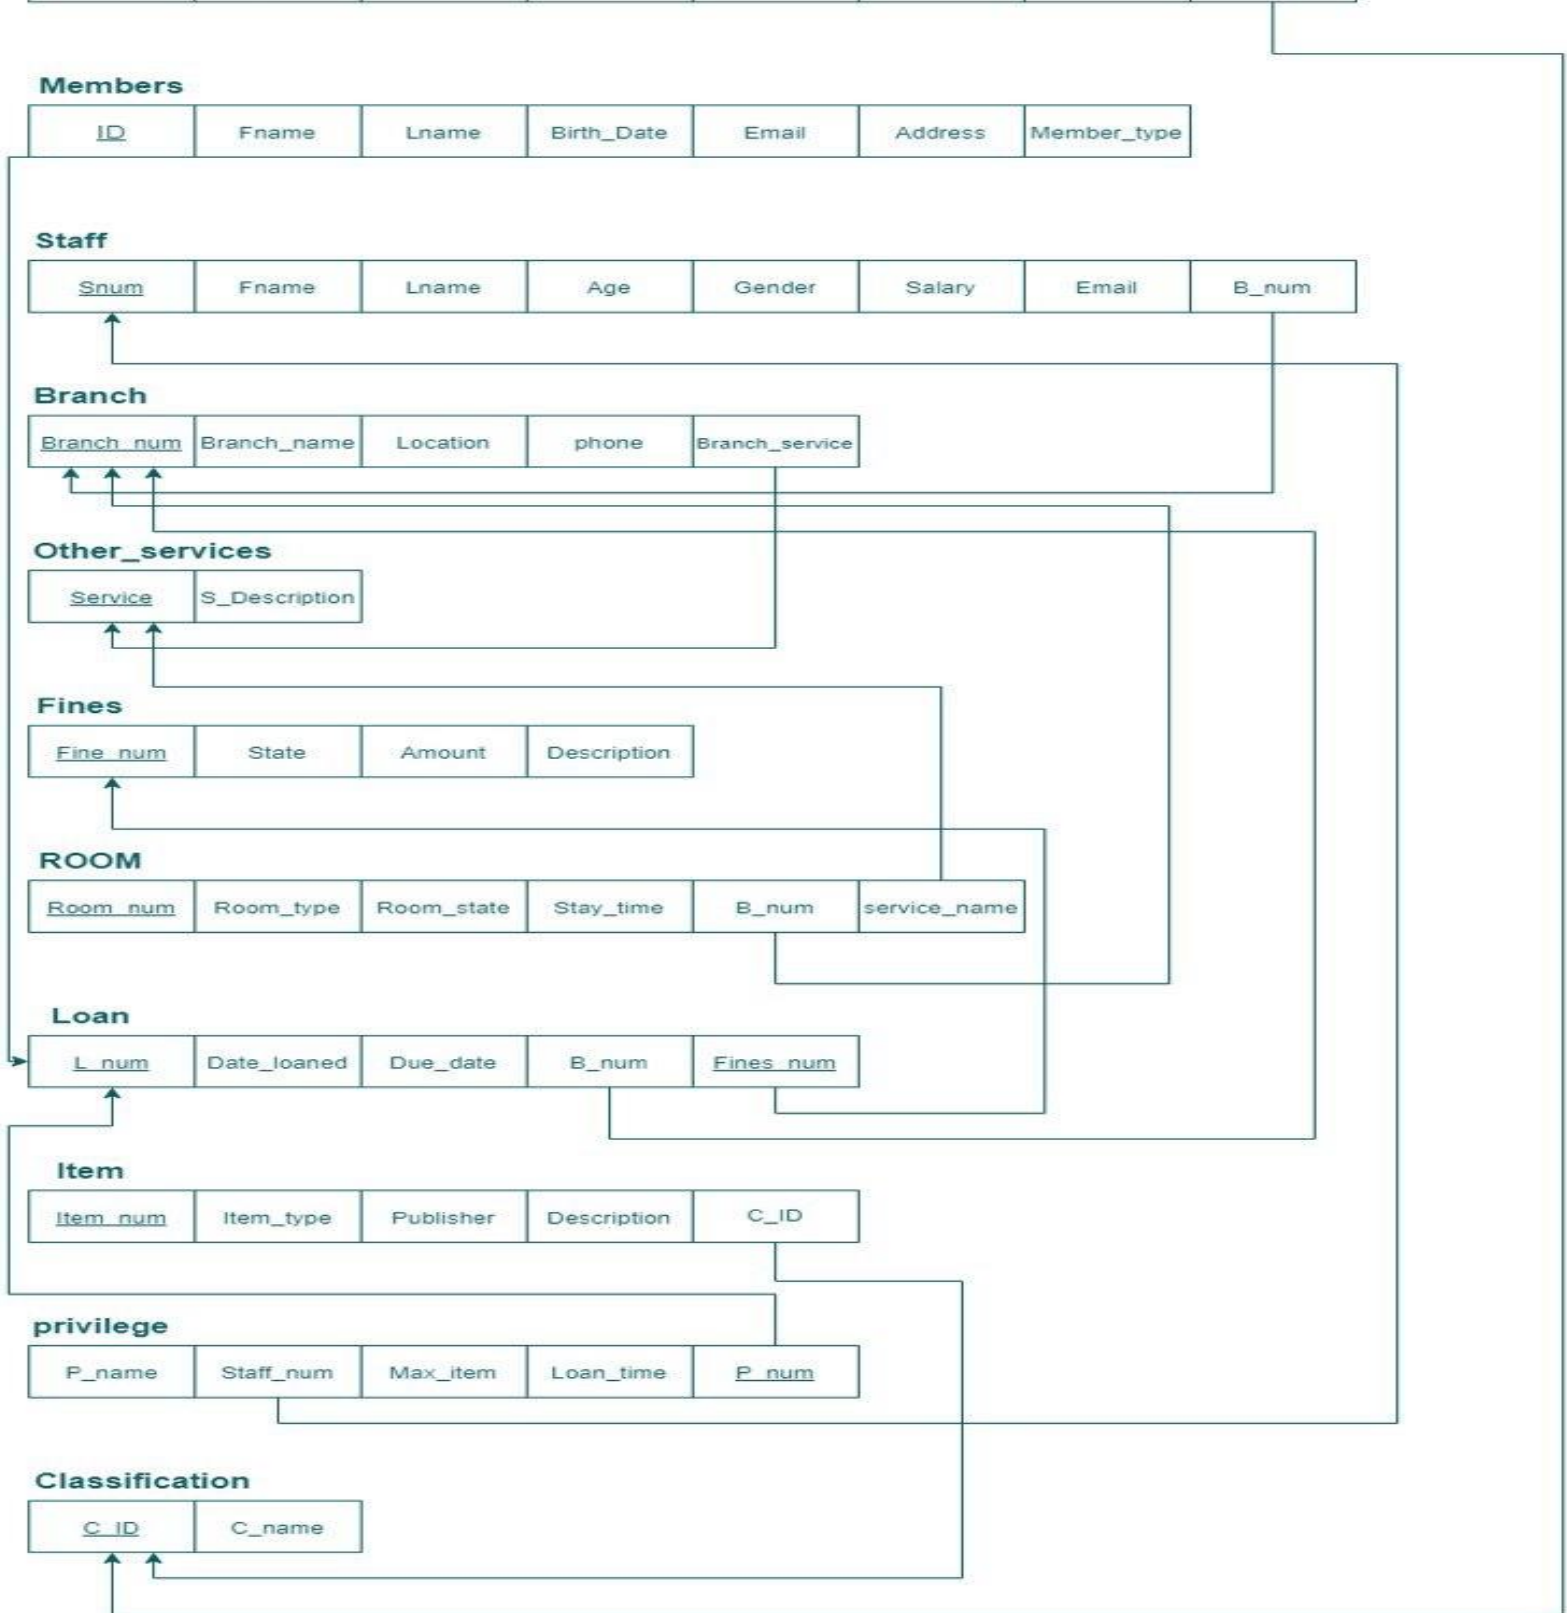 Members
ID Fname Lname Birth_Date Email Address Member_type
Staff
Snum Fname Lname Age Gender Salary Email B_num
Branch
Branch_num Branch_name Location phone Branch_service
Other_services
Service S_Description
Fines
Fine_num State Amount Description
ROOM
Room_num Room_type Room_state Stay_time B_num service_name
Loan
L_num Date_loaned Due_date B_num Fines_num
Item
Item_num Item_type Publisher Description C_ID
privilege
P_name Staff_num Max_item Loan_time P_num
Classification
C_ID C_name